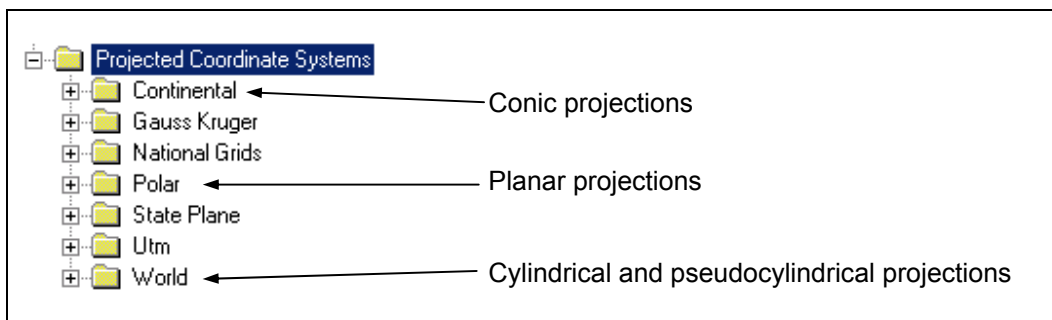 Projected Coordinate Systems
Continental
Conic projections
Gauss Kruger
National Grids
Polar
Planar projections
State Plane
Utm
World
Cylindrical and pseudocylindrical projections